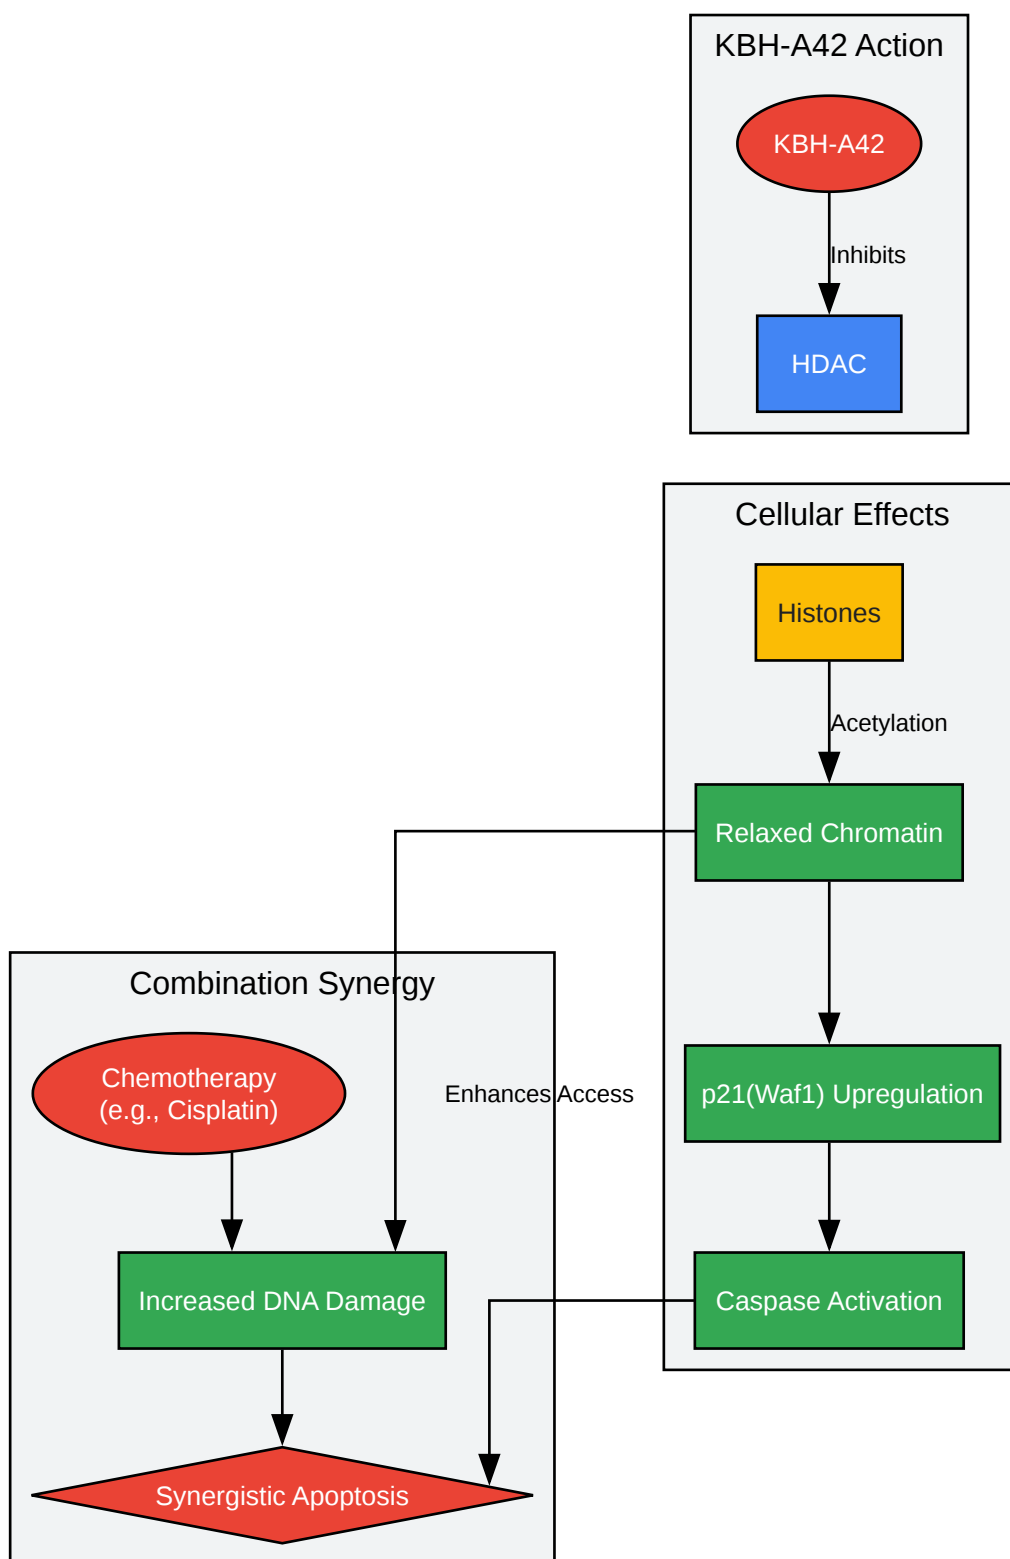 KBH-A42 Action
KBH-A42
Inhibits
HDAC
Cellular Effects
Histones
Acetylation
Relaxed Chromatin
Combination Synergy
Chemotherapy
(e.g., Cisplatin)
Enhances Access
p21(Waf1) Upregulation
Increased DNA Damage
Caspase Activation
Synergistic Apoptosis